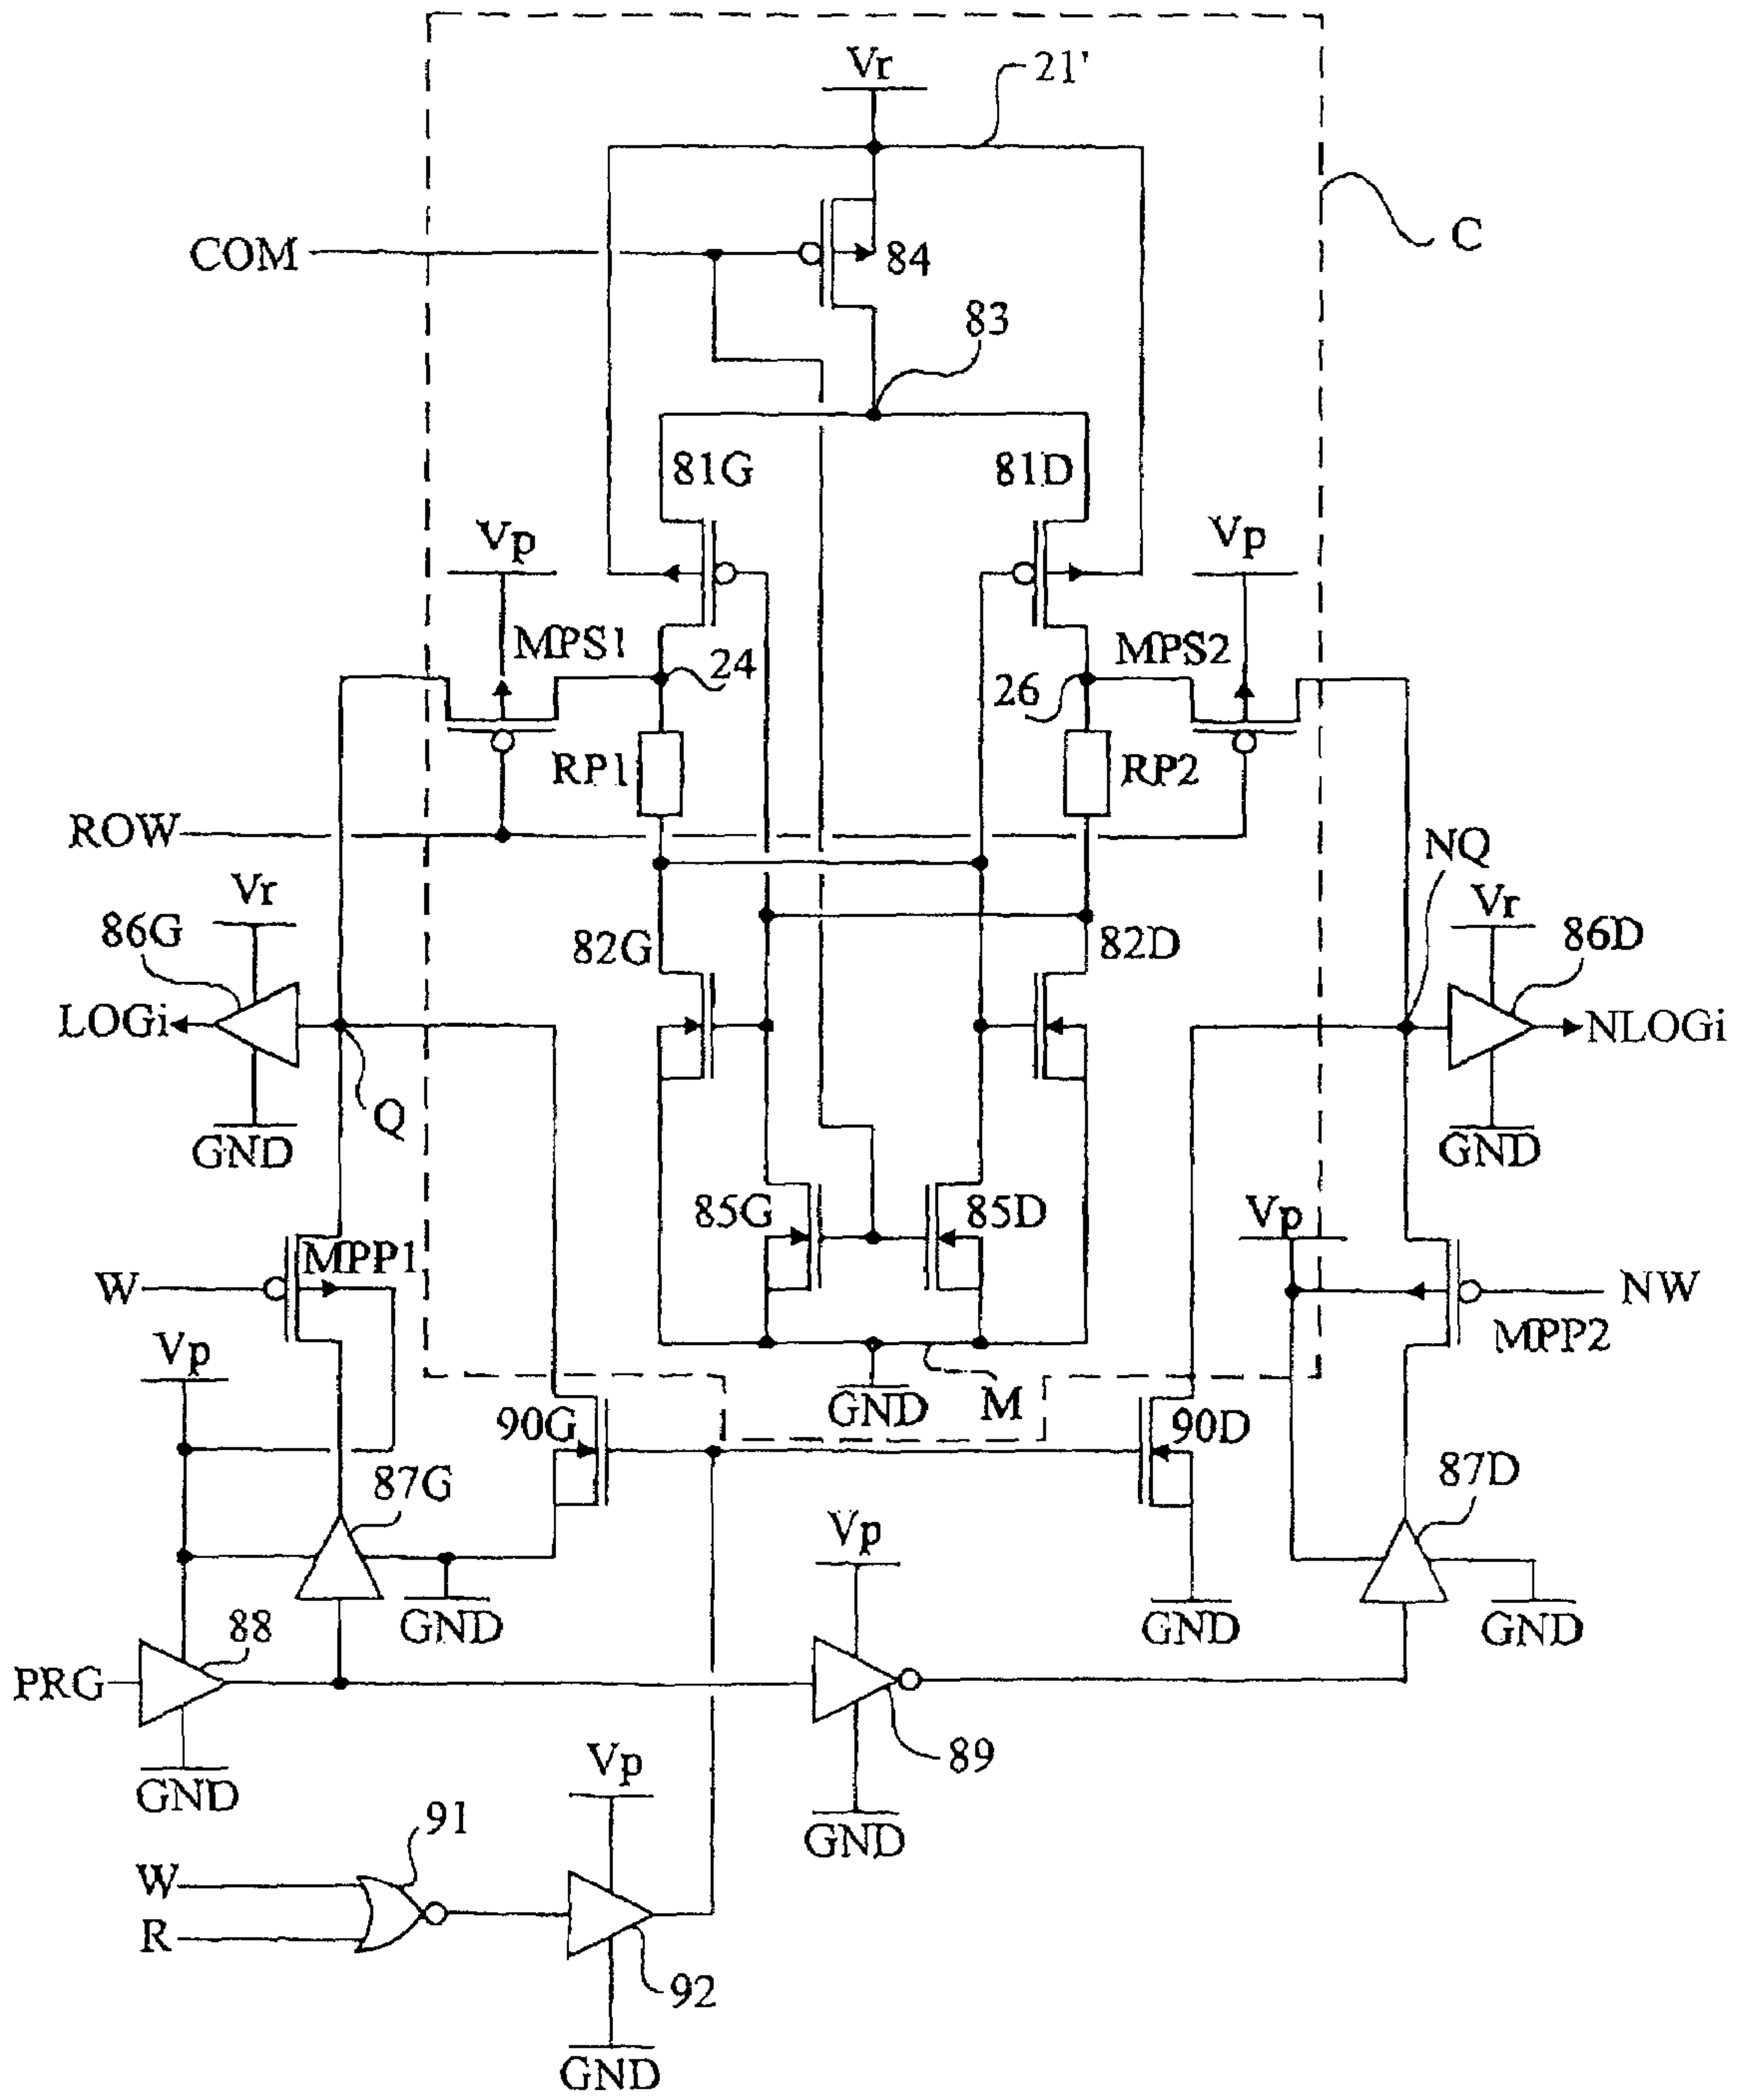 Vr
21'
COM
84
C
83
81G
81D
Vp
Vp
MPS1
24
MPS2
26
RP1
RP2
ROW
NQ
Vr
Vr
86G
82G
82D
86D
LOGi
NLOGi
Q
GND
GND
85G
85D
Vp
MPP1
W
NW
MPP2
Vp
GND
M
90G
90D
87G
87D
Vp
GND
GND
GND
88
PRG
89
GND
Vp
GND
91
W
R
92
GND